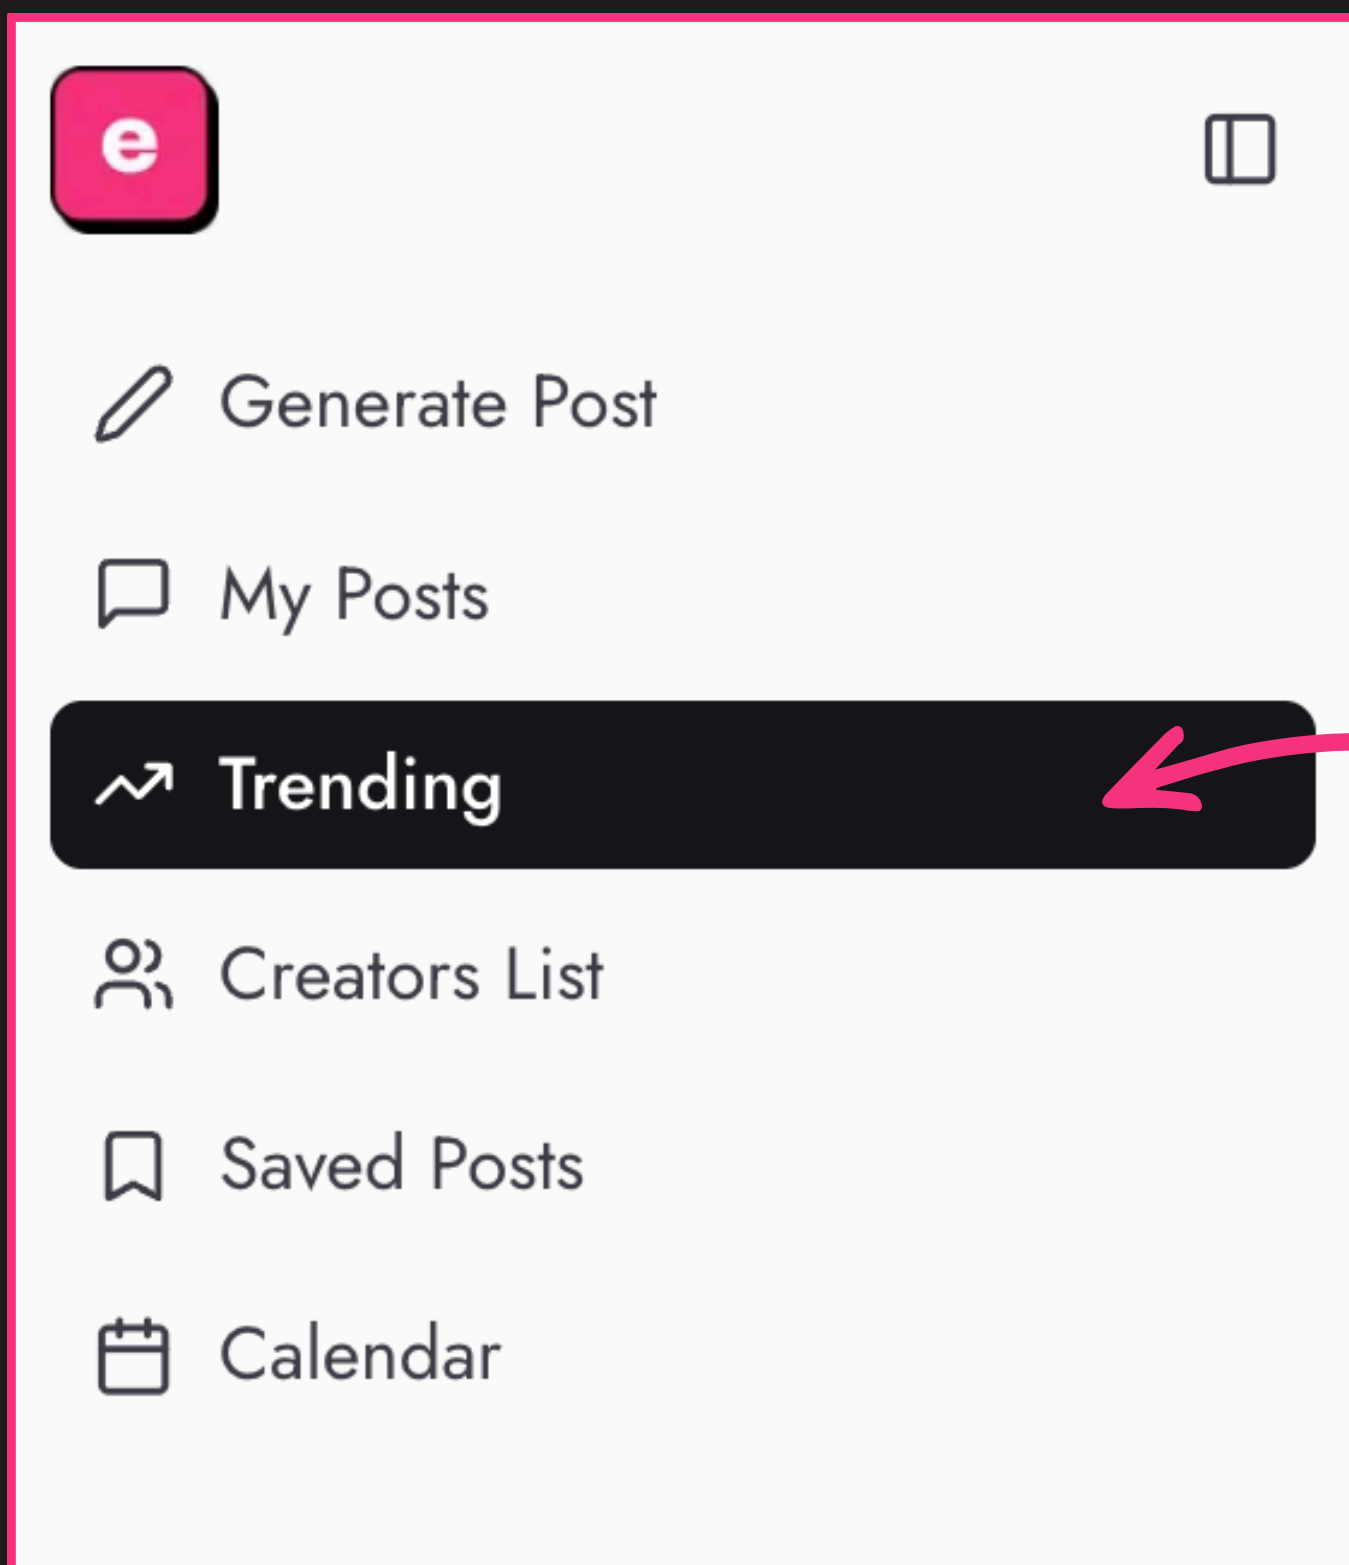 e
Generate Post
My Posts
Trending
Creators List
Saved Posts
Calendar